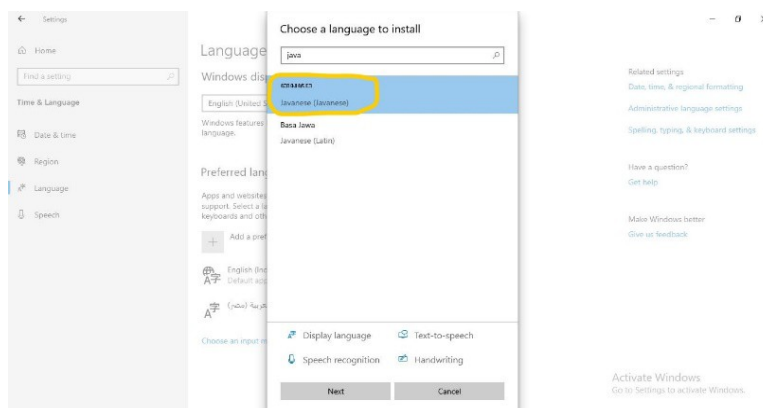 Settings
Home
Find a setting
Time & Language
Date & time
Region
Language
Speech
Language
Windows dis
English (United S
Windows features
language.
Preferred lang
Apps and websites
support. Select a la
keyboards and oth
Add a pref
English (Ind
Default app
العربية (مصر)
Choose an input m
Choose a language to install
java
Javanese (Javanese)
Basa Jawa
Javanese (Latin)
Display language
Text-to-speech
Speech recognition
Handwriting
Next
Cancel
Related settings
Date, time, & regional formatting
Administrative language settings
Spelling, typing, & keyboard settings
Have a question?
Get help
Make Windows better
Give us feedback
Activate Windows
Go to Settings to activate Windows.